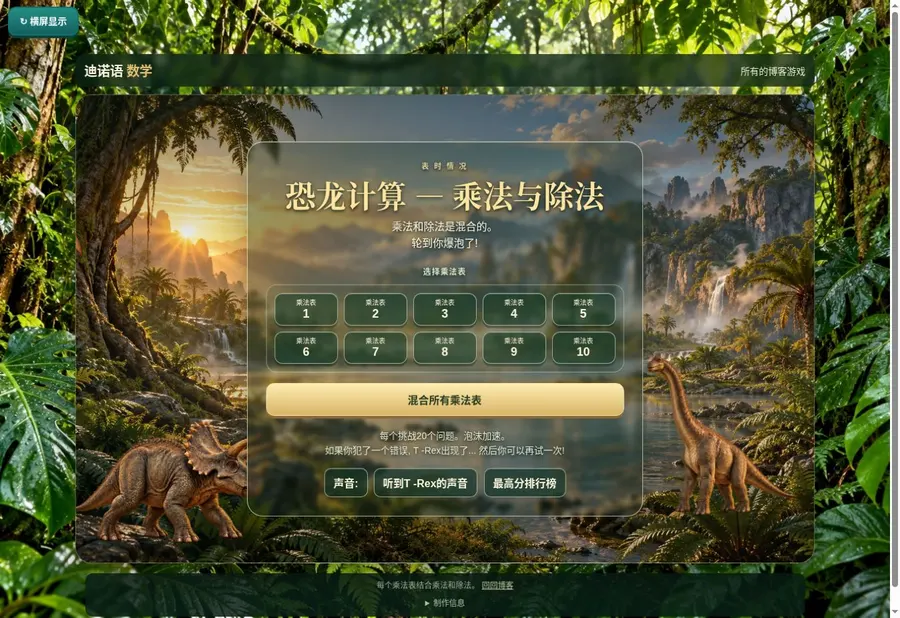 ↻ 横屏显示
迪诺语 数学
所有的博客游戏
表时情况
恐龙计算 — 乘法与除法
乘法和除法是混合的。
轮到你爆泡了!
选择乘法表
乘法表 1
乘法表 2
乘法表 3
乘法表 4
乘法表 5
乘法表 6
乘法表 7
乘法表 8
乘法表 9
乘法表 10
混合所有乘法表
每个挑战20个问题。泡沫加速。
如果你犯了一个错误, T -Rex出现了... 然后你可以再试一次!
声音:
听到T -Rex的声音
最高分排行榜
每个乘法表结合乘法和除法。 回回博客
▶ 制作信息